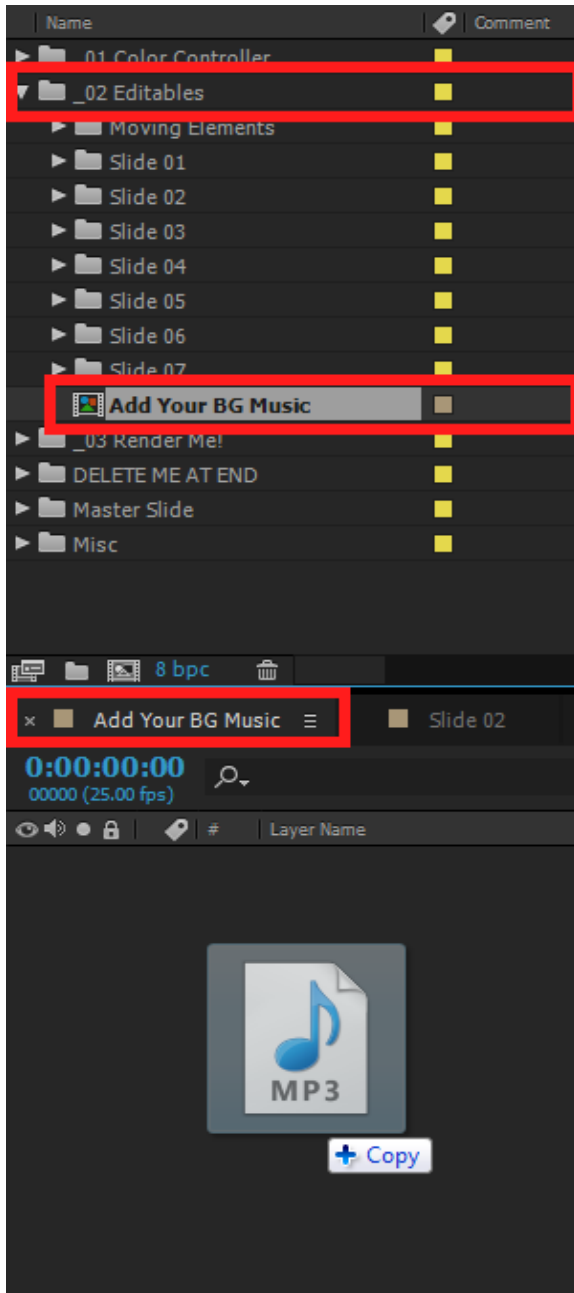 Name Comment
_01 Color Controller
_02 Editables
Moving Elements
Slide 01
Slide 02
Slide 03
Slide 04
Slide 05
Slide 06
Slide 07
Add Your BG Music
_03 Render Me!
DELETE ME AT END
Master Slide
Misc
8 bpc
× Add Your BG Music Slide 02
0:00:00:00
00000 (25.00 fps)
# Layer Name
MP3
Copy